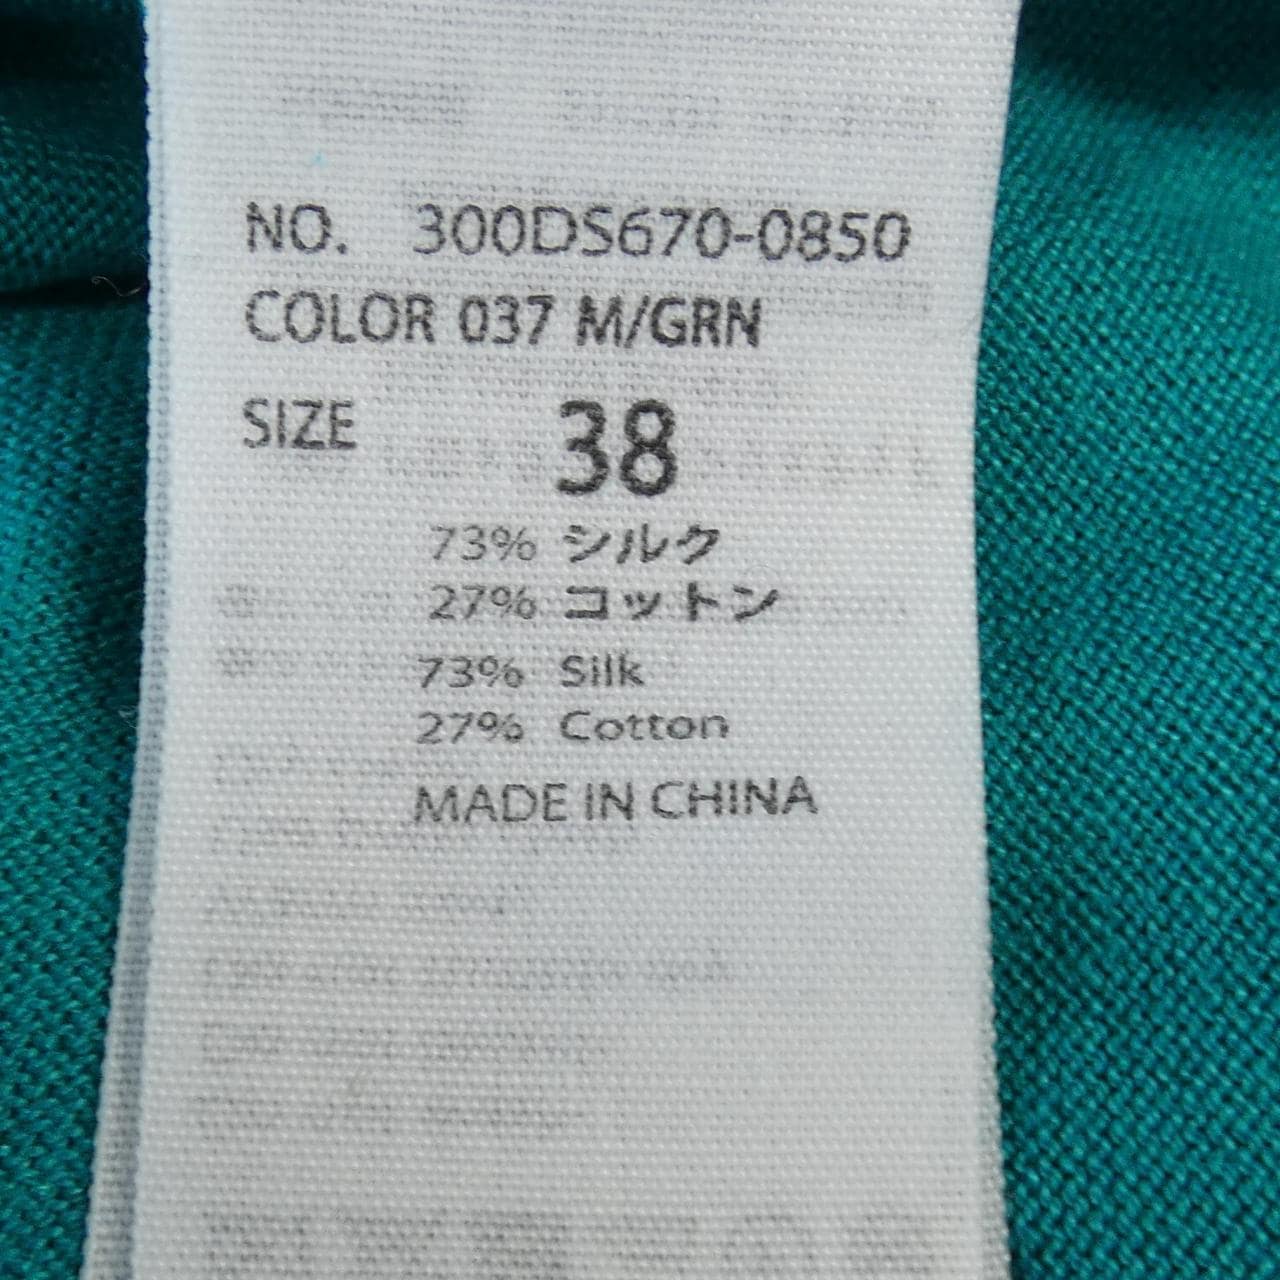 NO. 300DS670-0850
COLOR 037 M/GRN
SIZE 38
73% シルク
27% コットン
73% Silk
27% Cotton
MADE IN CHINA